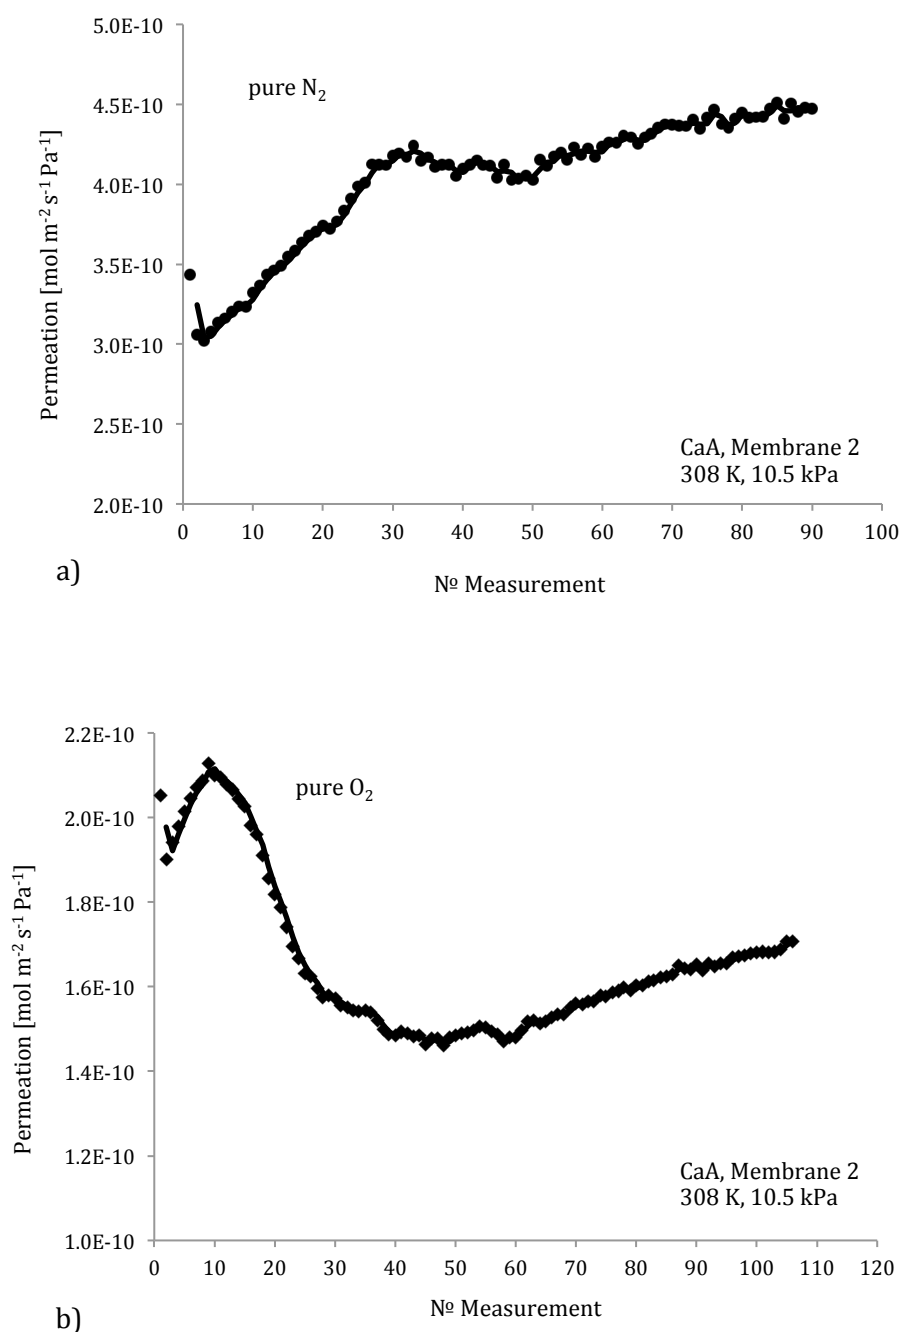 5.0E-10
4.5E-10
4.0E-10
3.5E-10
3.0E-10
2.5E-10
2.0E-10
Permeation [mol m⁻² s⁻¹ Pa⁻¹]
pure N₂
CaA, Membrane 2
308 K, 10.5 kPa
0 10 20 30 40 50 60 70 80 90 100
a)
Nº Measurement
2.2E-10
2.0E-10
1.8E-10
1.6E-10
1.4E-10
1.2E-10
1.0E-10
Permeation [mol m⁻² s⁻¹ Pa⁻¹]
pure O₂
CaA, Membrane 2
308 K, 10.5 kPa
0 10 20 30 40 50 60 70 80 90 100 110 120
Nº Measurement
b)